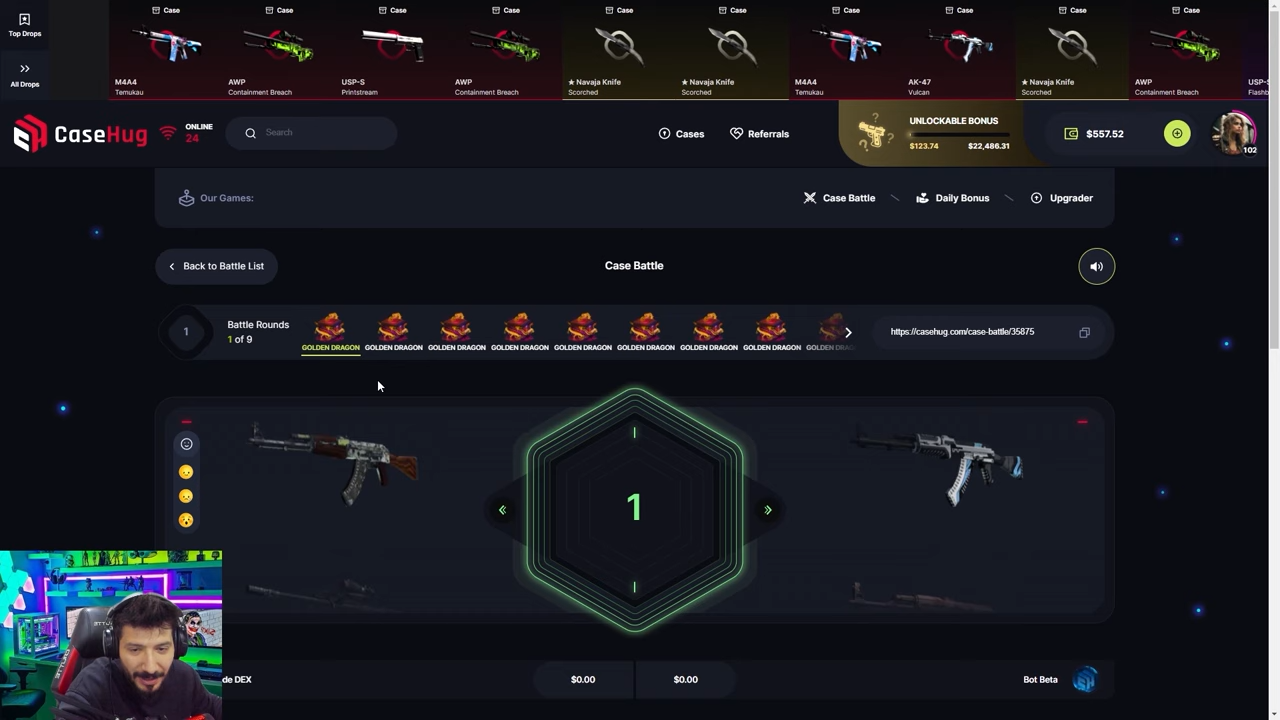 Top Drops
All Drops
Case
M4A4
Temukau
Case
AWP
Containment Breach
Case
USP-S
Printstream
Case
AWP
Containment Breach
Case
★ Navaja Knife
Scorched
Case
★ Navaja Knife
Scorched
Case
M4A4
Temukau
Case
AK-47
Vulcan
Case
★ Navaja Knife
Scorched
Case
AWP
Containment Breach
USP-S
Flashb
CaseHug
ONLINE
24
Search
Cases
Referrals
UNLOCKABLE BONUS
$123.74
$22,486.31
$557.52
102
Our Games:
Case Battle
Daily Bonus
Upgrader
Back to Battle List
Case Battle
1
Battle Rounds
1 of 9
GOLDEN DRAGON
GOLDEN DRAGON
GOLDEN DRAGON
GOLDEN DRAGON
GOLDEN DRAGON
GOLDEN DRAGON
GOLDEN DRAGON
GOLDEN DRAGON
GOLDEN DRA
https://casehug.com/case-battle/35875
1
de DEX
$0.00
$0.00
Bot Beta